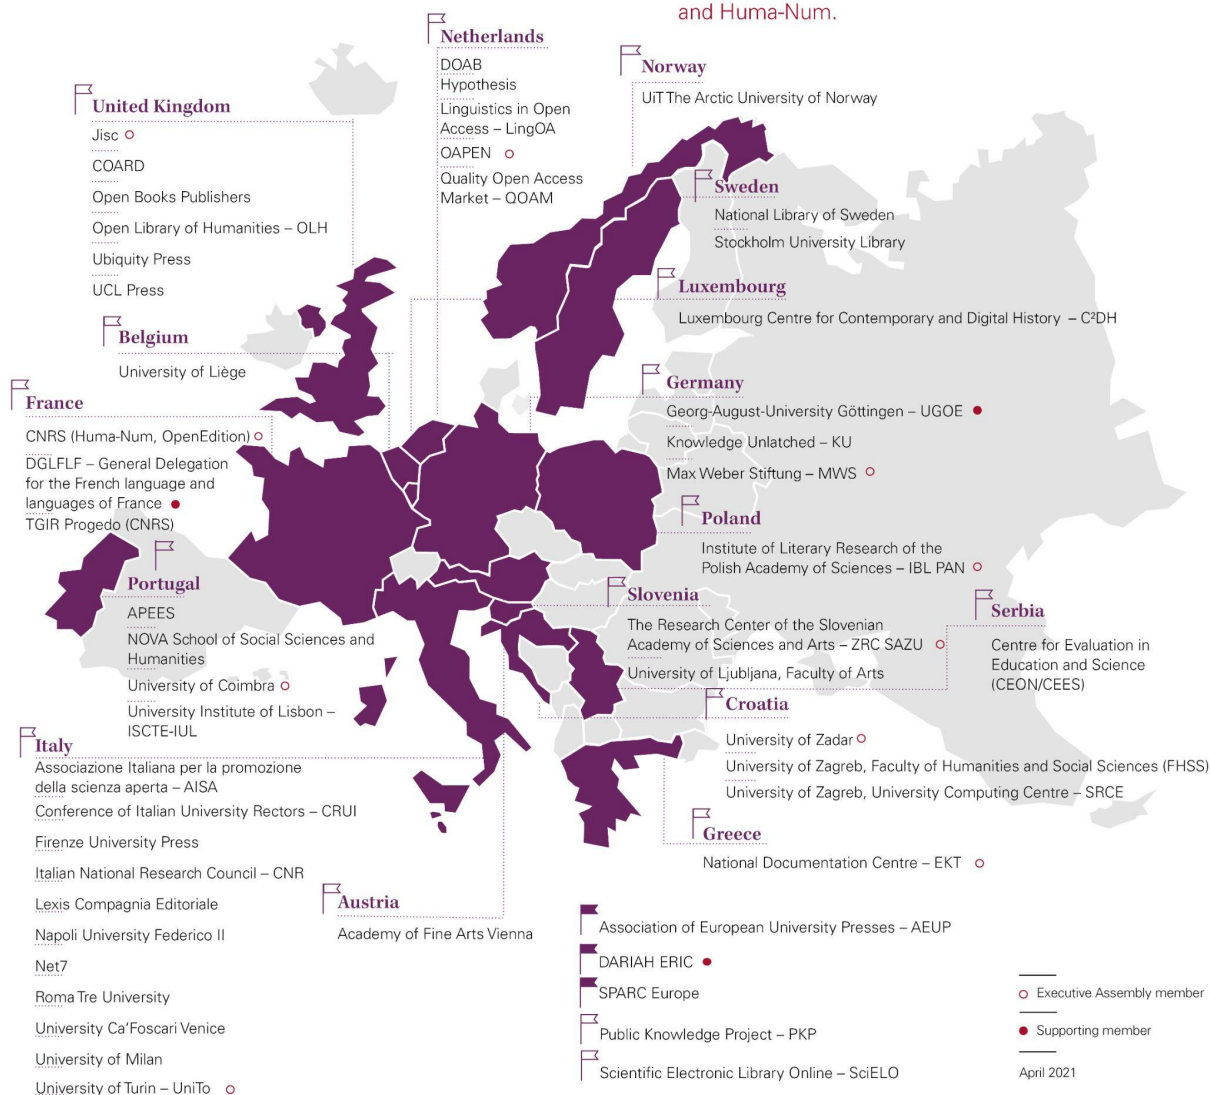 and Huma-Num.
Netherlands
DOAB
Hypothesis
Linguistics in Open
Access – LingOA
OAPEN
Quality Open Access
Market – QOAM
Norway
UiT The Arctic University of Norway
United Kingdom
Jisc
COARD
Open Books Publishers
Open Library of Humanities – OLH
Ubiquity Press
UCL Press
Sweden
National Library of Sweden
Stockholm University Library
Luxembourg
Luxembourg Centre for Contemporary and Digital History – C²DH
Belgium
University of Liège
Germany
Georg-August-University Göttingen – UGOE
Knowledge Unlatched – KU
Max Weber Stiftung – MWS
France
CNRS (Huma-Num, OpenEdition)
DGLFLF – General Delegation
for the French language and
languages of France
TGIR Progedo (CNRS)
Poland
Institute of Literary Research of the
Polish Academy of Sciences – IBL PAN
Portugal
APEES
NOVA School of Social Sciences and
Humanities
University of Coimbra
University Institute of Lisbon –
ISCTE-IUL
Slovenia
The Research Center of the Slovenian
Academy of Sciences and Arts – ZRC SAZU
University of Ljubljana, Faculty of Arts
Serbia
Centre for Evaluation in
Education and Science
(CEON/CEES)
Croatia
University of Zadar
University of Zagreb, Faculty of Humanities and Social Sciences (FHSS)
University of Zagreb, University Computing Centre – SRCE
Italy
Associazione Italiana per la promozione
della scienza aperta – AISA
Conference of Italian University Rectors – CRUI
Firenze University Press
Italian National Research Council – CNR
Lexis Compagnia Editoriale
Napoli University Federico II
Net7
Roma Tre University
University Ca'Foscari Venice
University of Milan
University of Turin – UniTo
Greece
National Documentation Centre – EKT
Austria
Academy of Fine Arts Vienna
Association of European University Presses – AEUP
DARIAH ERIC
SPARC Europe
Public Knowledge Project – PKP
Scientific Electronic Library Online – SciELO
Executive Assembly member
Supporting member
April 2021